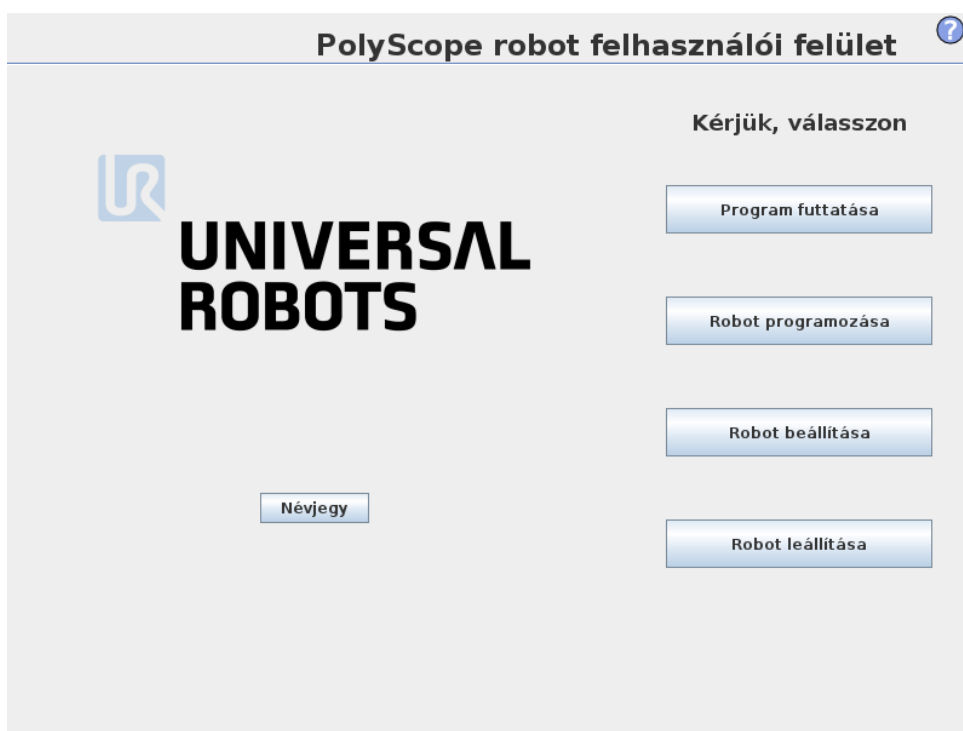 PolyScope robot felhasználói felület
?
Kérjük, válasszon
UR
UNIVERSAL
ROBOTS
Program futtatása
Robot programozása
Robot beállítása
Névjegy
Robot leállítása